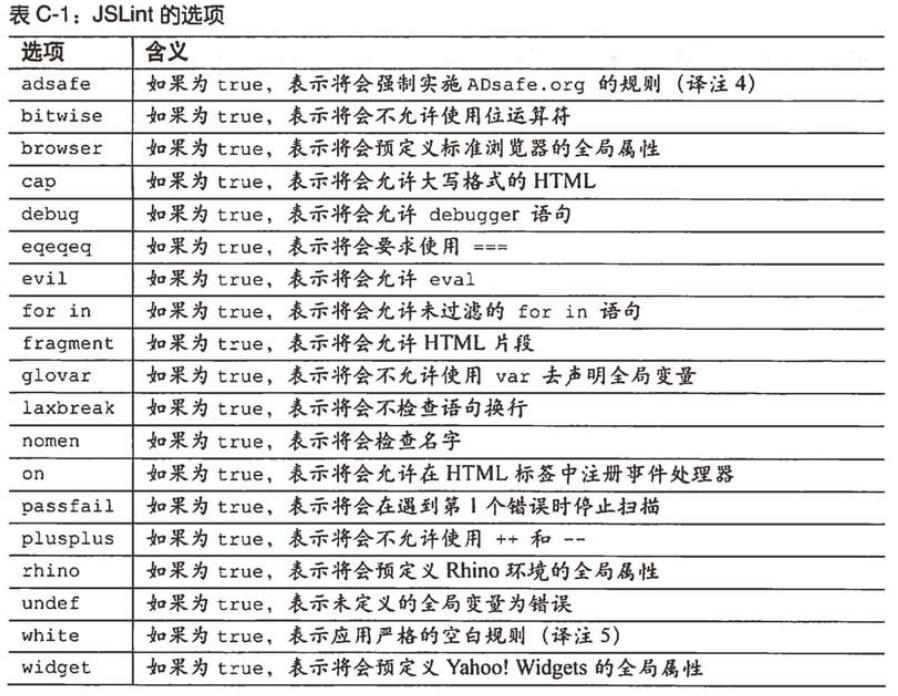 表 C-1：JSLint 的选项
选项 含义
adsafe 如果为 true，表示将会强制实施 ADsafe.org 的规则（译注 4）
bitwise 如果为 true，表示将会不允许使用位运算符
browser 如果为 true，表示将会预定义标准浏览器的全局属性
cap 如果为 true，表示将会允许大写格式的 HTML
debug 如果为 true，表示将会允许 debugger 语句
eqeqeq 如果为 true，表示将会要求使用 ===
evil 如果为 true，表示将会允许 eval
for in 如果为 true，表示将会允许未过滤的 for in 语句
fragment 如果为 true，表示将会允许 HTML 片段
glovar 如果为 true，表示将会不允许使用 var 去声明全局变量
laxbreak 如果为 true，表示将会不检查语句换行
nomen 如果为 true，表示将会检查名字
on 如果为 true，表示将会允许在 HTML 标签中注册事件处理器
passfail 如果为 true，表示将会在遇到第 1 个错误时停止扫描
plusplus 如果为 true，表示将会不允许使用 ++ 和 --
rhino 如果为 true，表示将会预定义 Rhino 环境的全局属性
undef 如果为 true，表示未定义的全局变量为错误
white 如果为 true，表示应用严格的空白规则（译注 5）
widget 如果为 true，表示将会预定义 Yahoo! Widgets 的全局属性